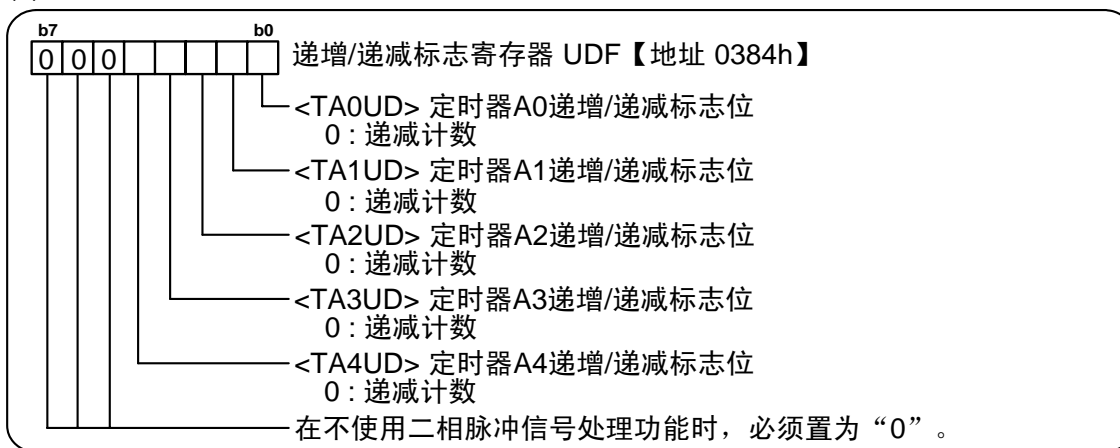 b7 b0
0 0 0 递增/递减标志寄存器 UDF【地址 0384h】
<TA0UD> 定时器A0递增/递减标志位
0 : 递减计数
<TA1UD> 定时器A1递增/递减标志位
0 : 递减计数
<TA2UD> 定时器A2递增/递减标志位
0 : 递减计数
<TA3UD> 定时器A3递增/递减标志位
0 : 递减计数
<TA4UD> 定时器A4递增/递减标志位
0 : 递减计数
在不使用二相脉冲信号处理功能时，必须置为“0”。